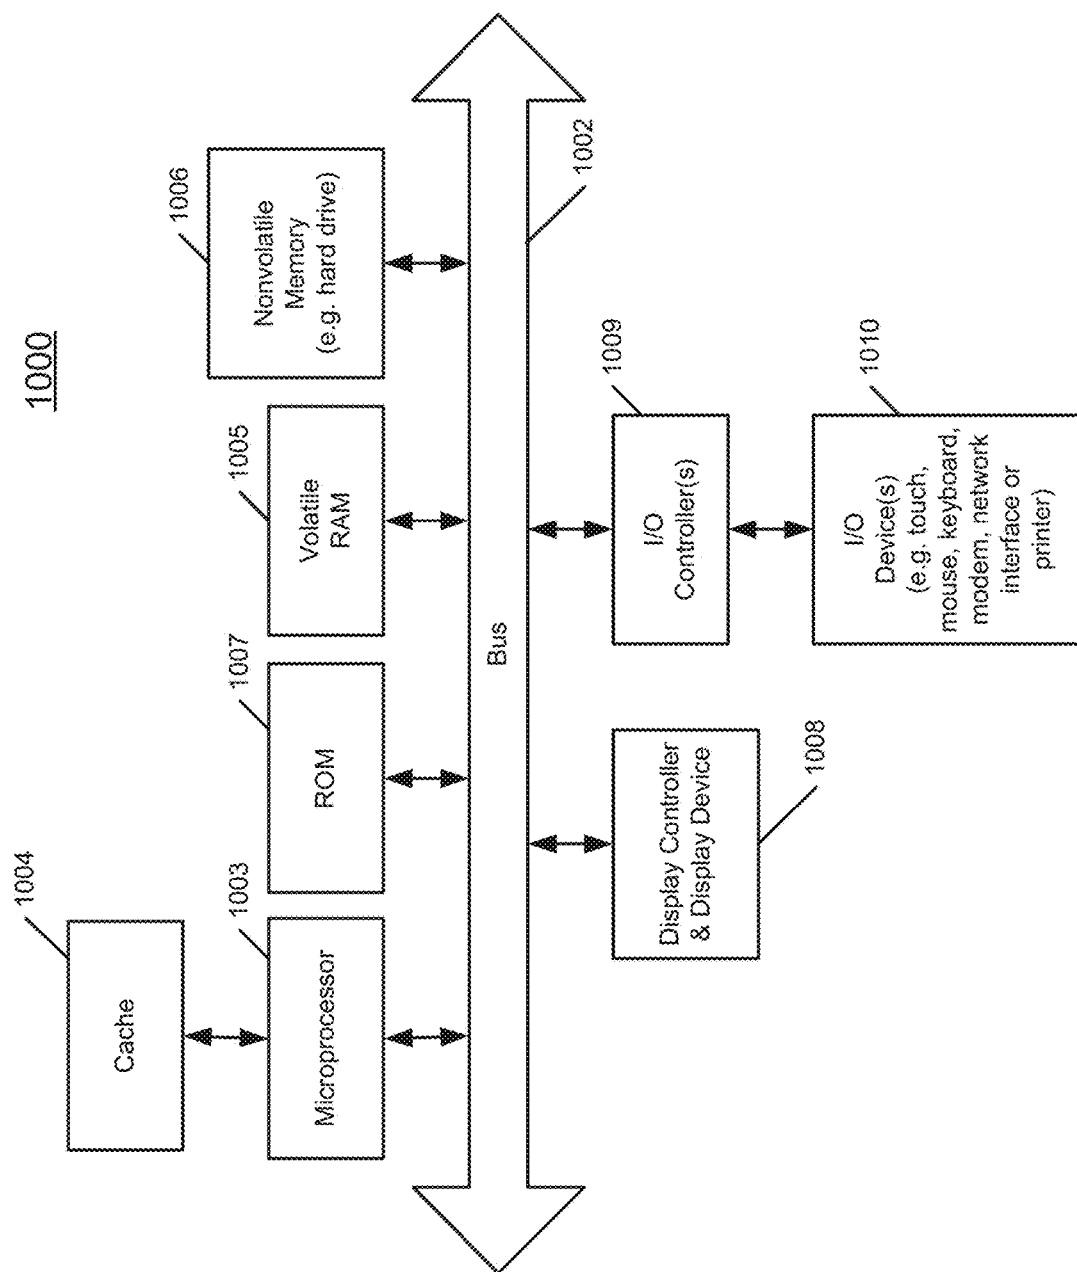 1000
1004
Cache
1003
Microprocessor
1007
ROM
1005
Volatile
RAM
1006
Nonvolatile
Memory
(e.g. hard drive)
Bus
1002
Display Controller
& Display Device
1008
1009
I/O
Controller(s)
1010
I/O
Device(s)
(e.g. touch,
mouse, keyboard,
modem, network
interface or
printer)